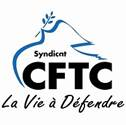 Syndicat
CFTC
La Vie à Défendre